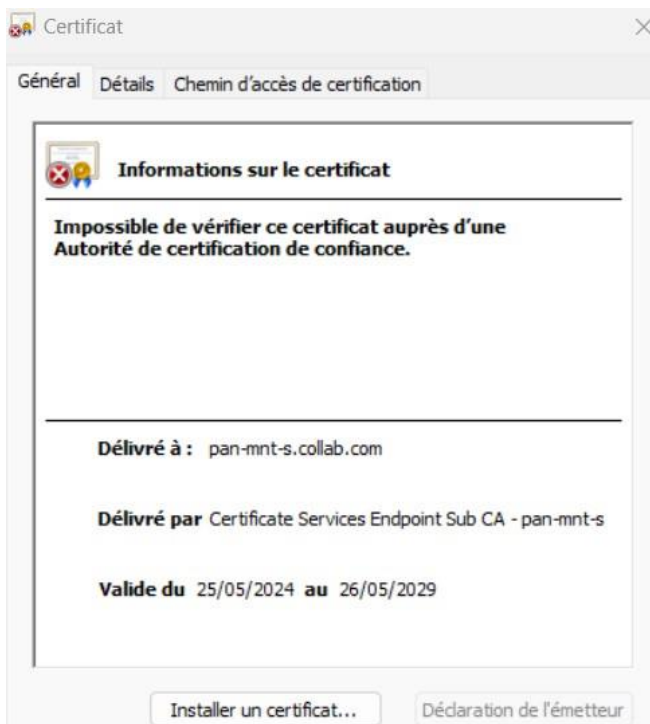 Certificat
Général Détails Chemin d'accès de certification
Informations sur le certificat
Impossible de vérifier ce certificat auprès d'une
Autorité de certification de confiance.
Délivré à : pan-mnt-s.collab.com
Délivré par Certificate Services Endpoint Sub CA - pan-mnt-s
Valide du 25/05/2024 au 26/05/2029
Installer un certificat... Déclaration de l'émetteur